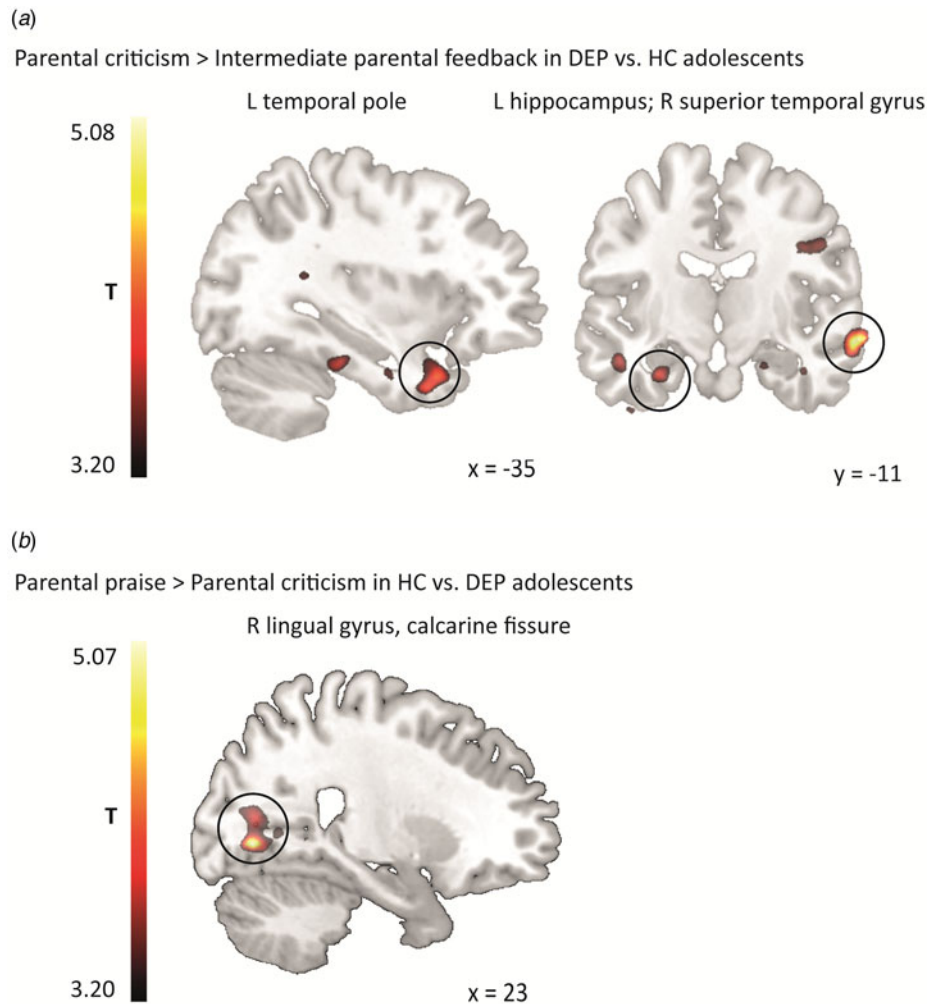 (a)
Parental criticism > Intermediate parental feedback in DEP vs. HC adolescents
L temporal pole
L hippocampus; R superior temporal gyrus
5.08
T
3.20
x = -35
y = -11
(b)
Parental praise > Parental criticism in HC vs. DEP adolescents
R lingual gyrus, calcarine fissure
5.07
T
3.20
x = 23